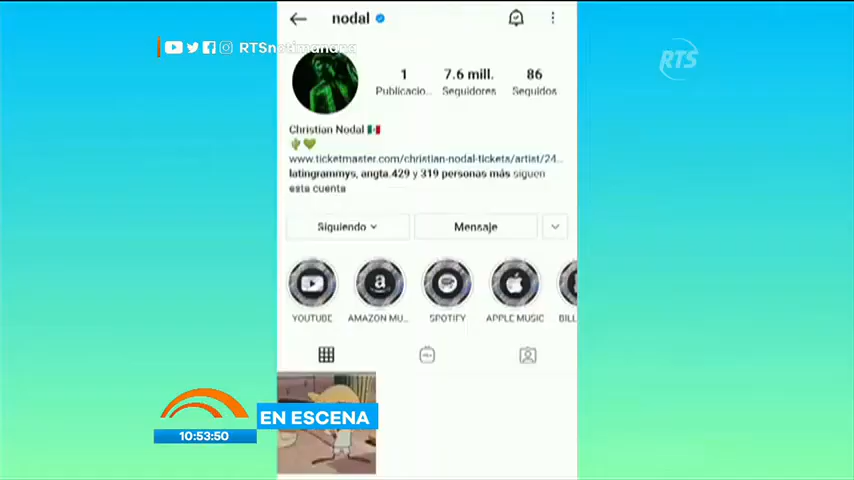 nodal
RTSnotimanana
RTS
1
7.6 mill.
86
Publicacio...
Seguidores
Seguidos
Christian Nodal
www.ticketmaster.com/christian-nodal-tickets/artist/24...
latingrammys, angta.429 y 319 personas más siguen
esta cuenta
Siguiendo
Mensaje
YOUTUBE
AMAZON MU...
SPOTIFY
APPLE MUSIC
BILL
EN ESCENA
10:53:50